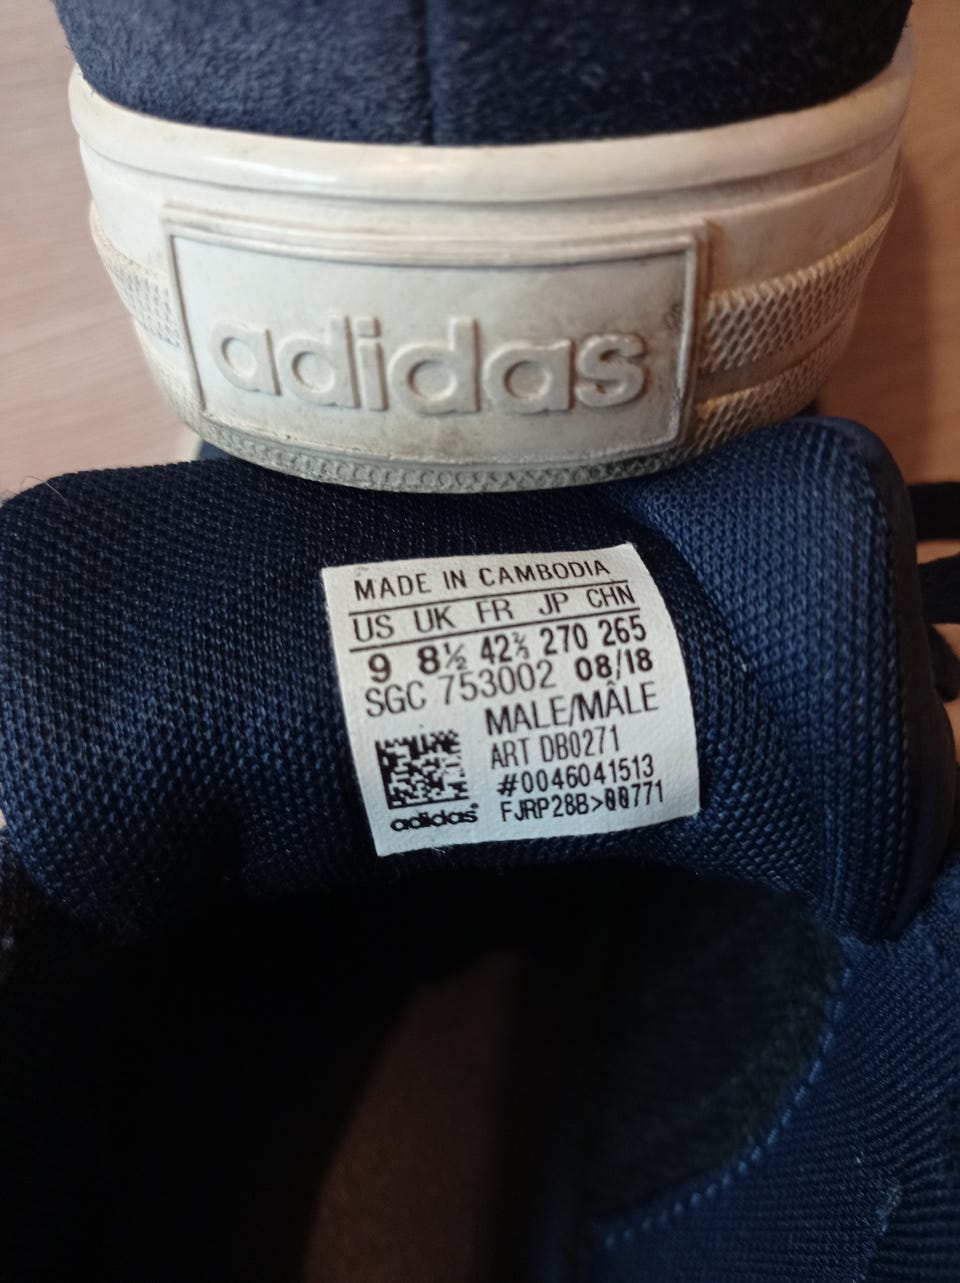 adidas
MADE IN CAMBODIA
US UK FR JP CHN
9 8½ 42⅔ 270 265
SGC 753002 08/18
MALE/MÂLE
ART DB0271
#0046041513
FJRP28B>00771
adidas